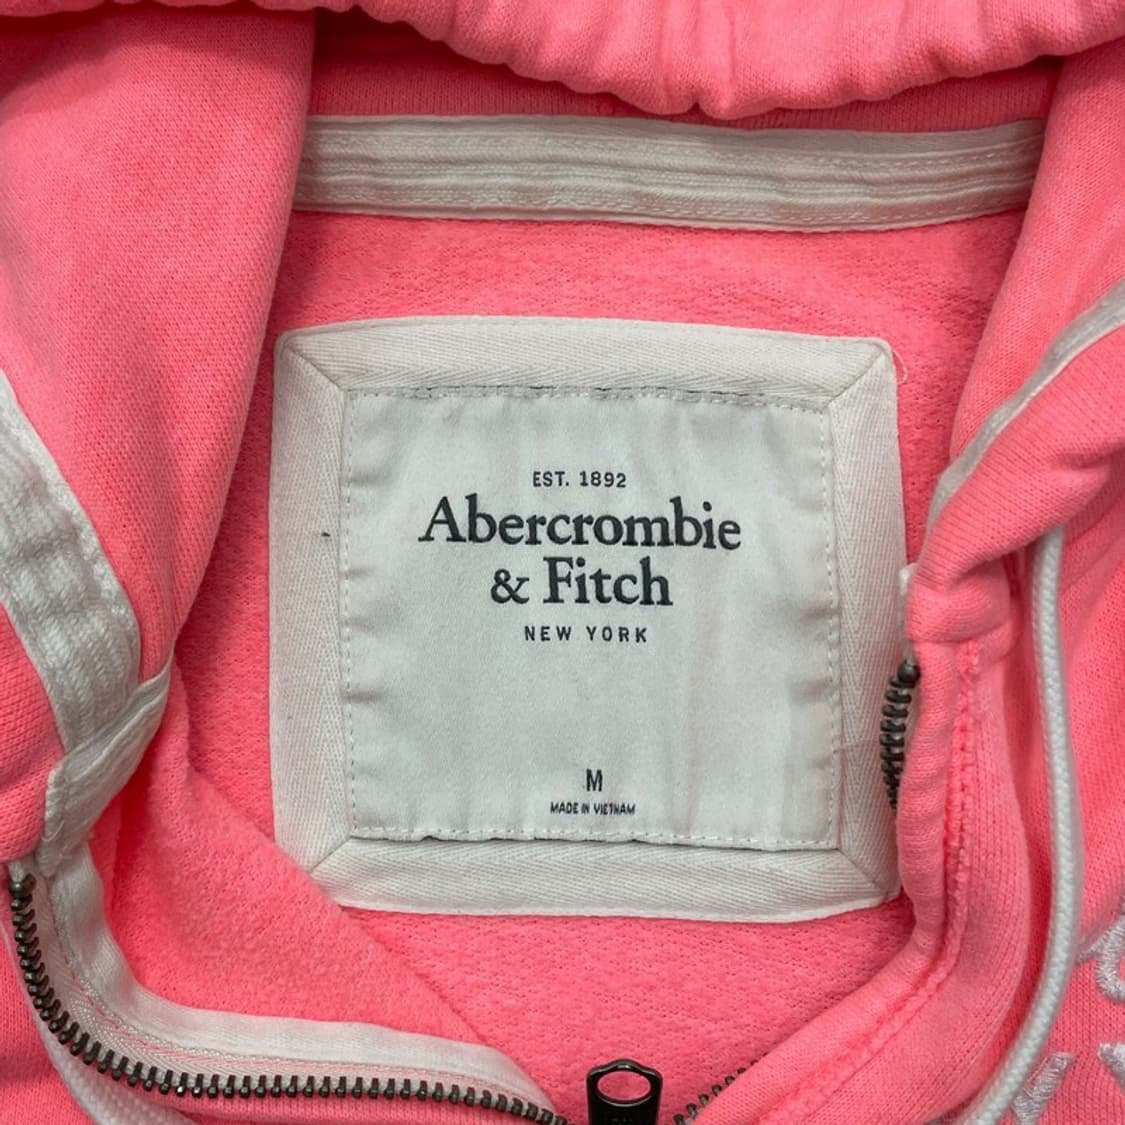 EST. 1892
Abercrombie
& Fitch
NEW YORK
M
MADE IN VIETNAM